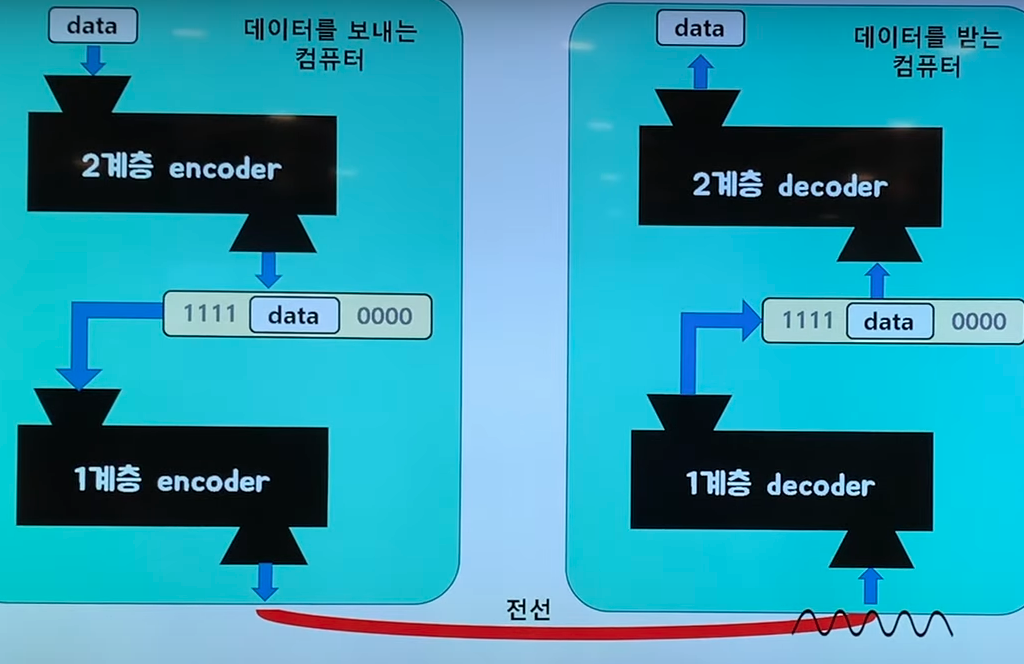 data
데이터를 보내는
컴퓨터
2계층 encoder
1111 data 0000
1계층 encoder
data
데이터를 받는
컴퓨터
2계층 decoder
1111 data 0000
1계층 decoder
전선